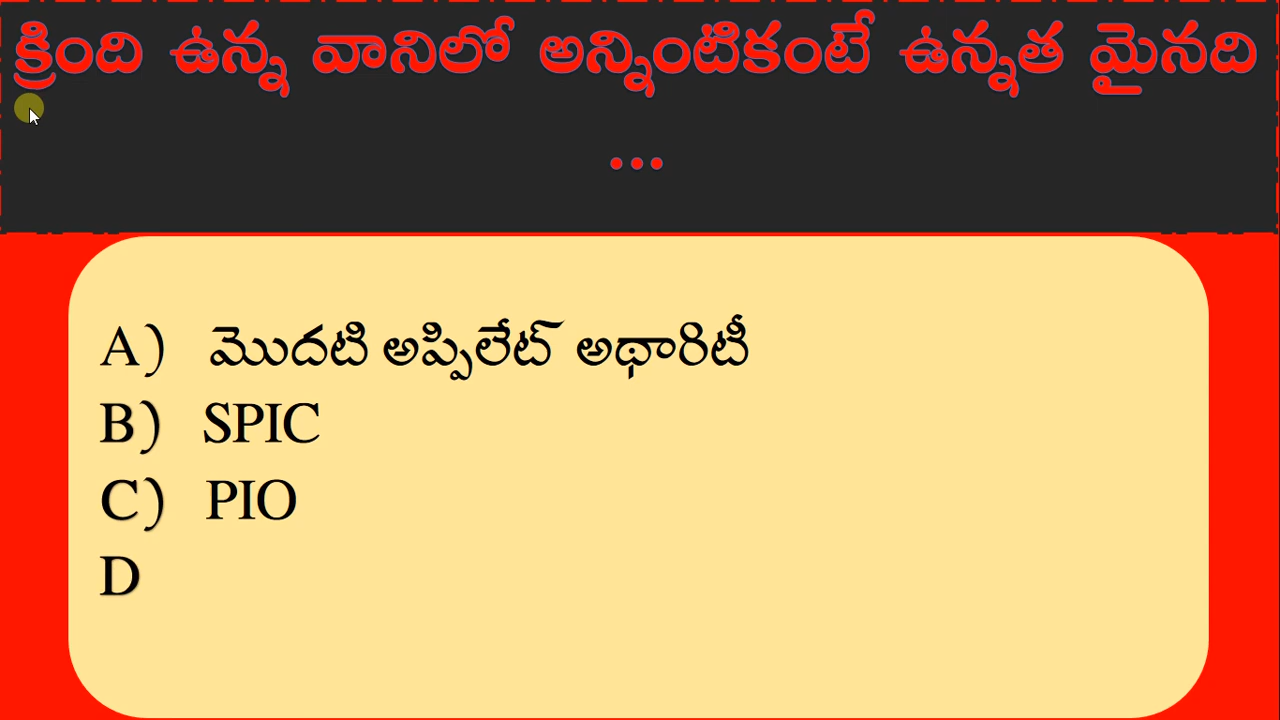 క్రింది ఉన్న వానిలో అన్నింటికంటే ఉన్నత మైనది
...
A) మొదటి అప్పిలేట్ అథారిటీ
B) SPIC
C) PIO
D